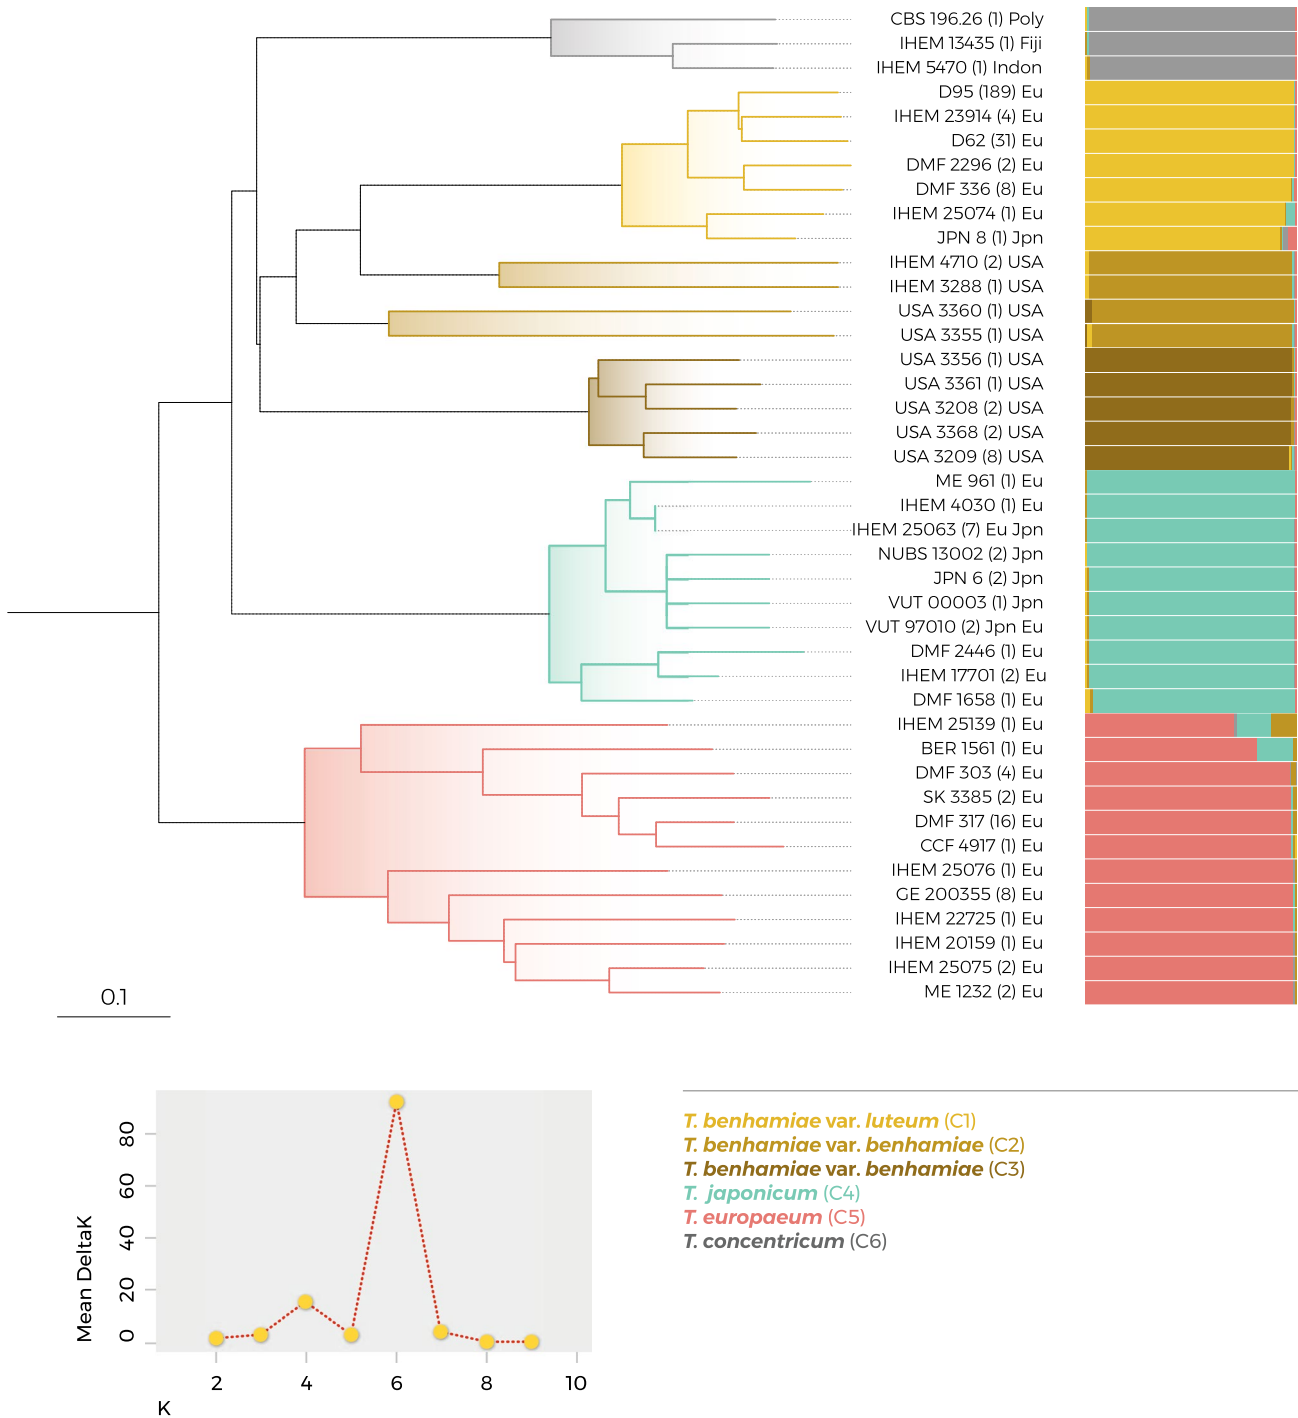 CBS 196.26 (1) Poly
IHEM 13435 (1) Fiji
IHEM 5470 (1) Indon
D95 (189) Eu
IHEM 23914 (4) Eu
D62 (31) Eu
DMF 2296 (2) Eu
DMF 336 (8) Eu
IHEM 25074 (1) Eu
JPN 8 (1) Jpn
IHEM 4710 (2) USA
IHEM 3288 (1) USA
USA 3360 (1) USA
USA 3355 (1) USA
USA 3356 (1) USA
USA 3361 (1) USA
USA 3208 (2) USA
USA 3368 (2) USA
USA 3209 (8) USA
ME 961 (1) Eu
IHEM 4030 (1) Eu
IHEM 25063 (7) Eu Jpn
NUBS 13002 (2) Jpn
JPN 6 (2) Jpn
VUT 00003 (1) Jpn
VUT 97010 (2) Jpn Eu
DMF 2446 (1) Eu
IHEM 17701 (2) Eu
DMF 1658 (1) Eu
IHEM 25139 (1) Eu
BER 1561 (1) Eu
DMF 303 (4) Eu
SK 3385 (2) Eu
DMF 317 (16) Eu
CCF 4917 (1) Eu
IHEM 25076 (1) Eu
GE 200355 (8) Eu
IHEM 22725 (1) Eu
IHEM 20159 (1) Eu
IHEM 25075 (2) Eu
ME 1232 (2) Eu
0.1
Mean DeltaK
80
60
40
20
0
2 4 6 8 10
K
T. benhamiae var. luteum (C1)
T. benhamiae var. benhamiae (C2)
T. benhamiae var. benhamiae (C3)
T. japonicum (C4)
T. europaeum (C5)
T. concentricum (C6)